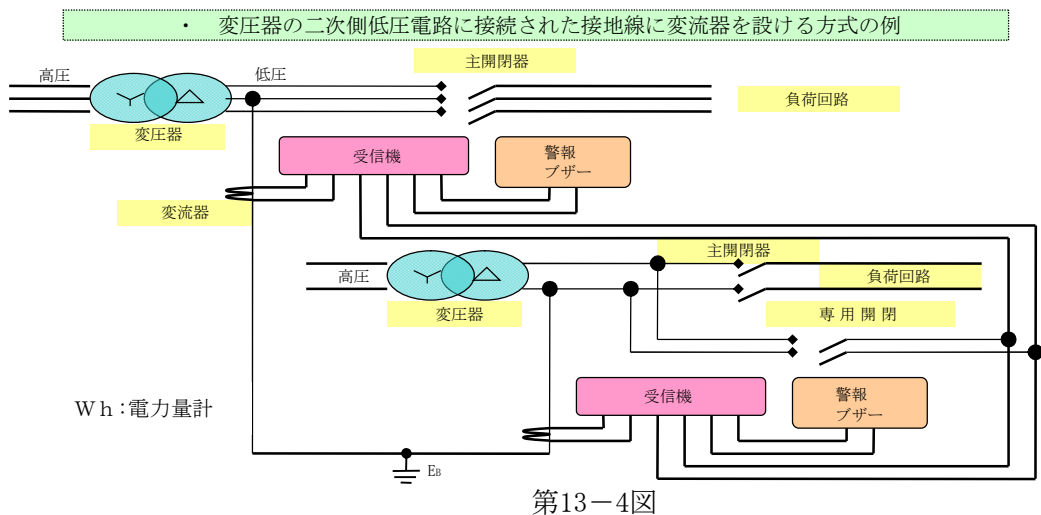 ・ 変圧器の二次側低圧電路に接続された接地線に変流器を設ける方式の例
主開閉器
高圧
低圧
負荷回路
変圧器
受信機
警報
ブザー
変流器
主開閉器
高圧
負荷回路
変圧器
専用開閉
受信機
警報
ブザー
Ｗｈ：電力量計
EB
第13－4図